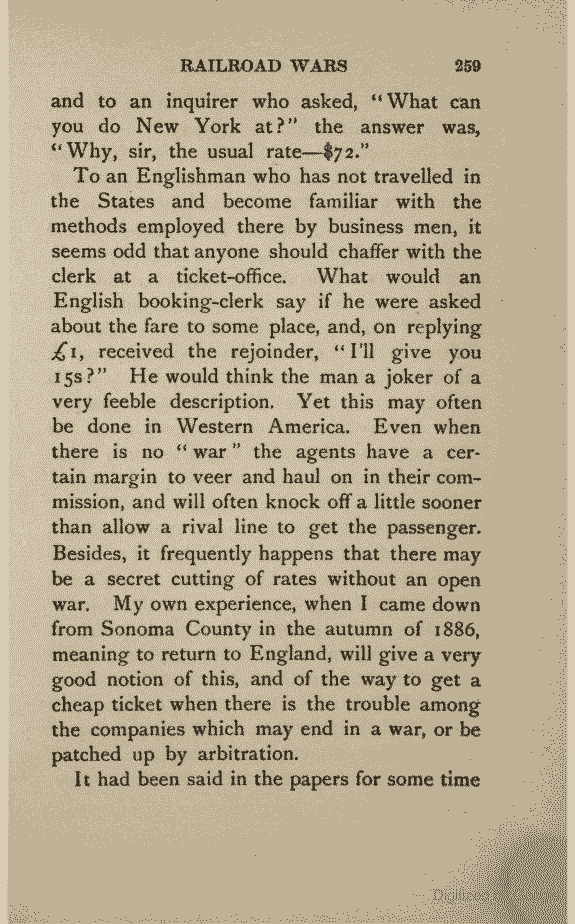 RAILROAD WARS 259
and to an inquirer who asked, “What can
you do New York at?” the answer was,
“Why, sir, the usual rate—$72.”
To an Englishman who has not travelled in
the States and become familiar with the
methods employed there by business men, it
seems odd that anyone should chaffer with the
clerk at a ticket-office. What would an
English booking-clerk say if he were asked
about the fare to some place, and, on replying
£1, received the rejoinder, “I'll give you
15s?” He would think the man a joker of a
very feeble description. Yet this may often
be done in Western America. Even when
there is no “war” the agents have a cer-
tain margin to veer and haul on in their com-
mission, and will often knock off a little sooner
than allow a rival line to get the passenger.
Besides, it frequently happens that there may
be a secret cutting of rates without an open
war. My own experience, when I came down
from Sonoma County in the autumn of 1886,
meaning to return to England, will give a very
good notion of this, and of the way to get a
cheap ticket when there is the trouble among
the companies which may end in a war, or be
patched up by arbitration.
It had been said in the papers for some time
Digitized